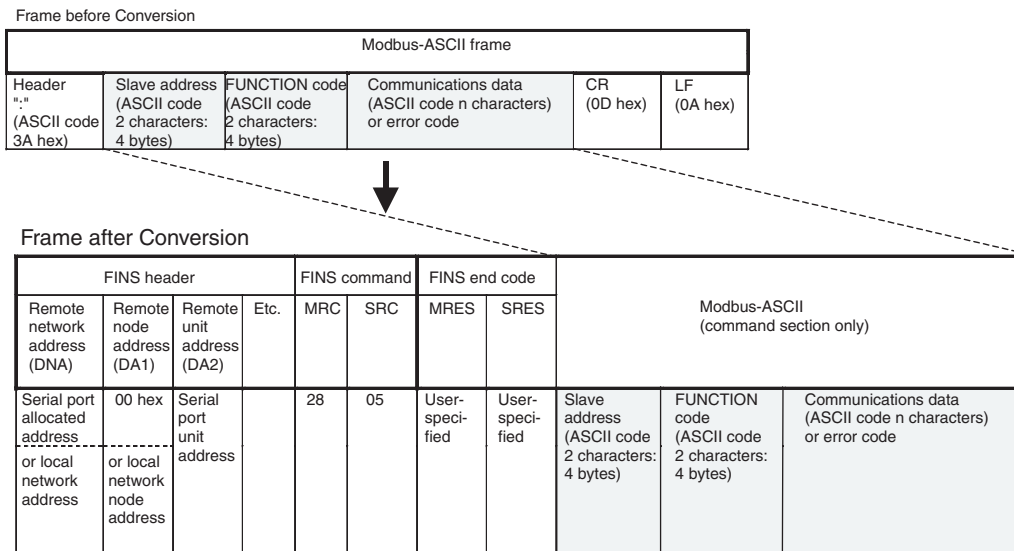 Frame before Conversion
Modbus-ASCII frame
Header
":"
(ASCII code
3A hex)
Slave address
(ASCII code
2 characters:
4 bytes)
FUNCTION code
(ASCII code
2 characters:
4 bytes)
Communications data
(ASCII code n characters)
or error code
CR
(0D hex)
LF
(0A hex)
Frame after Conversion
FINS header
FINS command
FINS end code
Modbus-ASCII
(command section only)
Remote
network
address
(DNA)
Remote
node
address
(DA1)
Remote
unit
address
(DA2)
Etc.
MRC
SRC
MRES
SRES
Serial port
allocated
address
or local
network
address
00 hex
or local
network
node
address
Serial
port
unit
address
28
05
User-
speci-
fied
User-
speci-
fied
Slave
address
(ASCII code
2 characters:
4 bytes)
FUNCTION
code
(ASCII code
2 characters:
4 bytes)
Communications data
(ASCII code n characters)
or error code